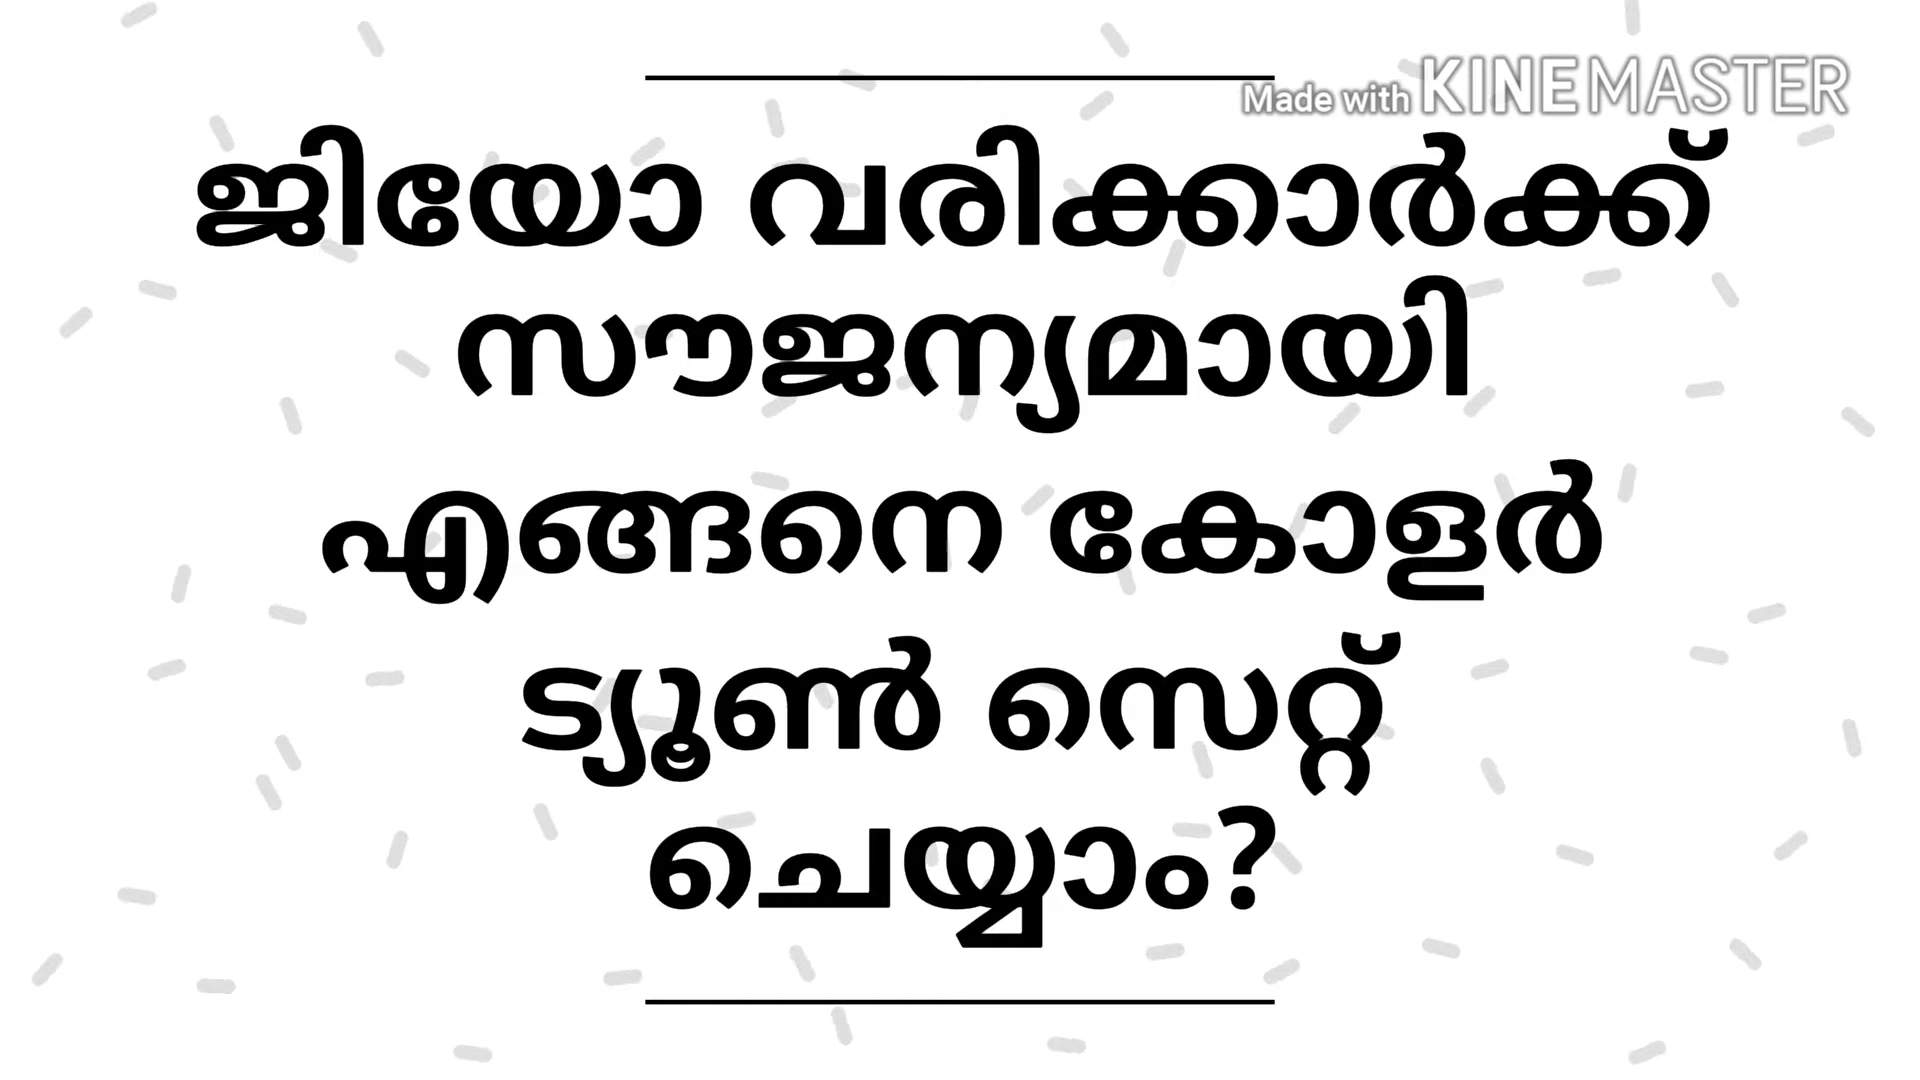 Made with KINEMASTER
ജിയോ വരിക്കാർക്ക്
സൗജന്യമായി
എങ്ങനെ കോളർ
ട്യൂൺ സെറ്റ്
ചെയ്യാം?